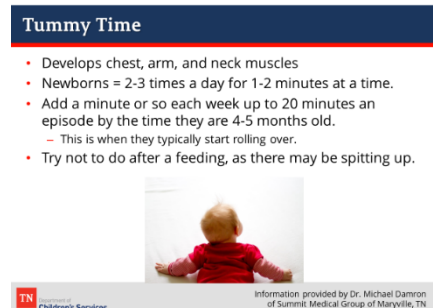 Tummy Time
• Develops chest, arm, and neck muscles
• Newborns = 2-3 times a day for 1-2 minutes at a time.
• Add a minute or so each week up to 20 minutes an
episode by the time they are 4-5 months old.
– This is when they typically start rolling over.
• Try not to do after a feeding, as there may be spitting up.
TN
Department of
Children's Services
Information provided by Dr. Michael Damron
of Summit Medical Group of Maryville, TN